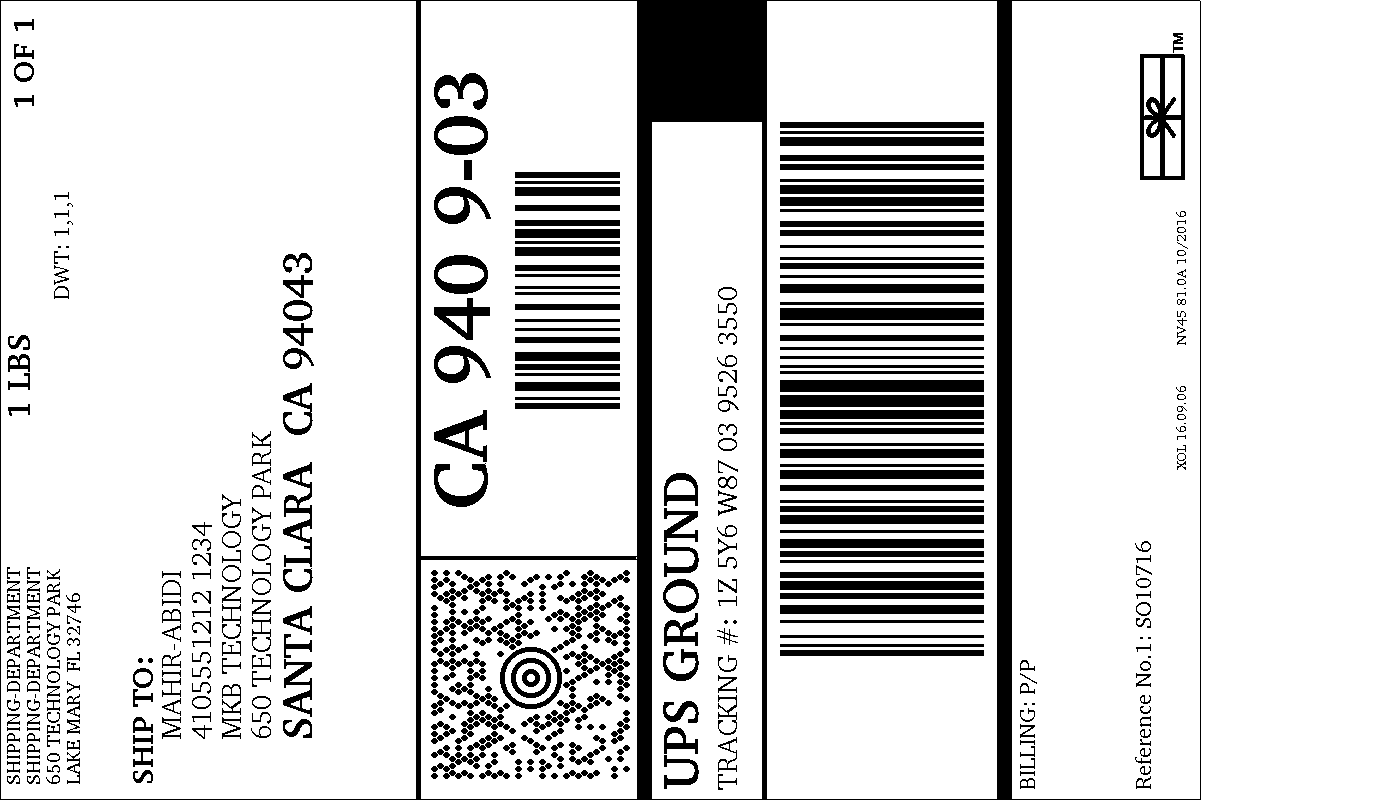 SHIPPING-DEPARTMENT
SHIPPING-DEPARTMENT
650 TECHNOLOGY PARK
LAKE MARY FL 32746
1 LBS
1 OF 1
DWT: 1,1,1
SHIP TO:
MAHIR-ABIDI
4105551212 1234
MKB TECHNOLOGY
650 TECHNOLOGY PARK
SANTA CLARA CA 94043
CA 940 9-03
UPS GROUND
TRACKING #: 1Z 5Y6 W87 03 9526 3550
BILLING: P/P
Reference No.1: SO10716
XOL 16.09.06 NV45 81.0A 10/2016
TM